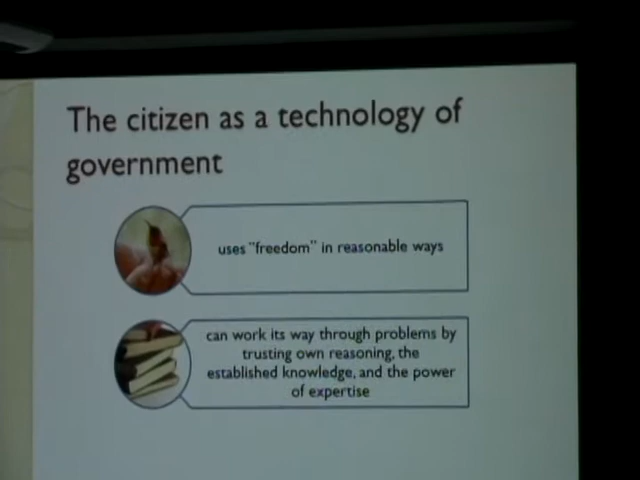 The citizen as a technology of
government
uses "freedom" in reasonable ways
can work its way through problems by
trusting own reasoning, the
established knowledge, and the power
of expertise